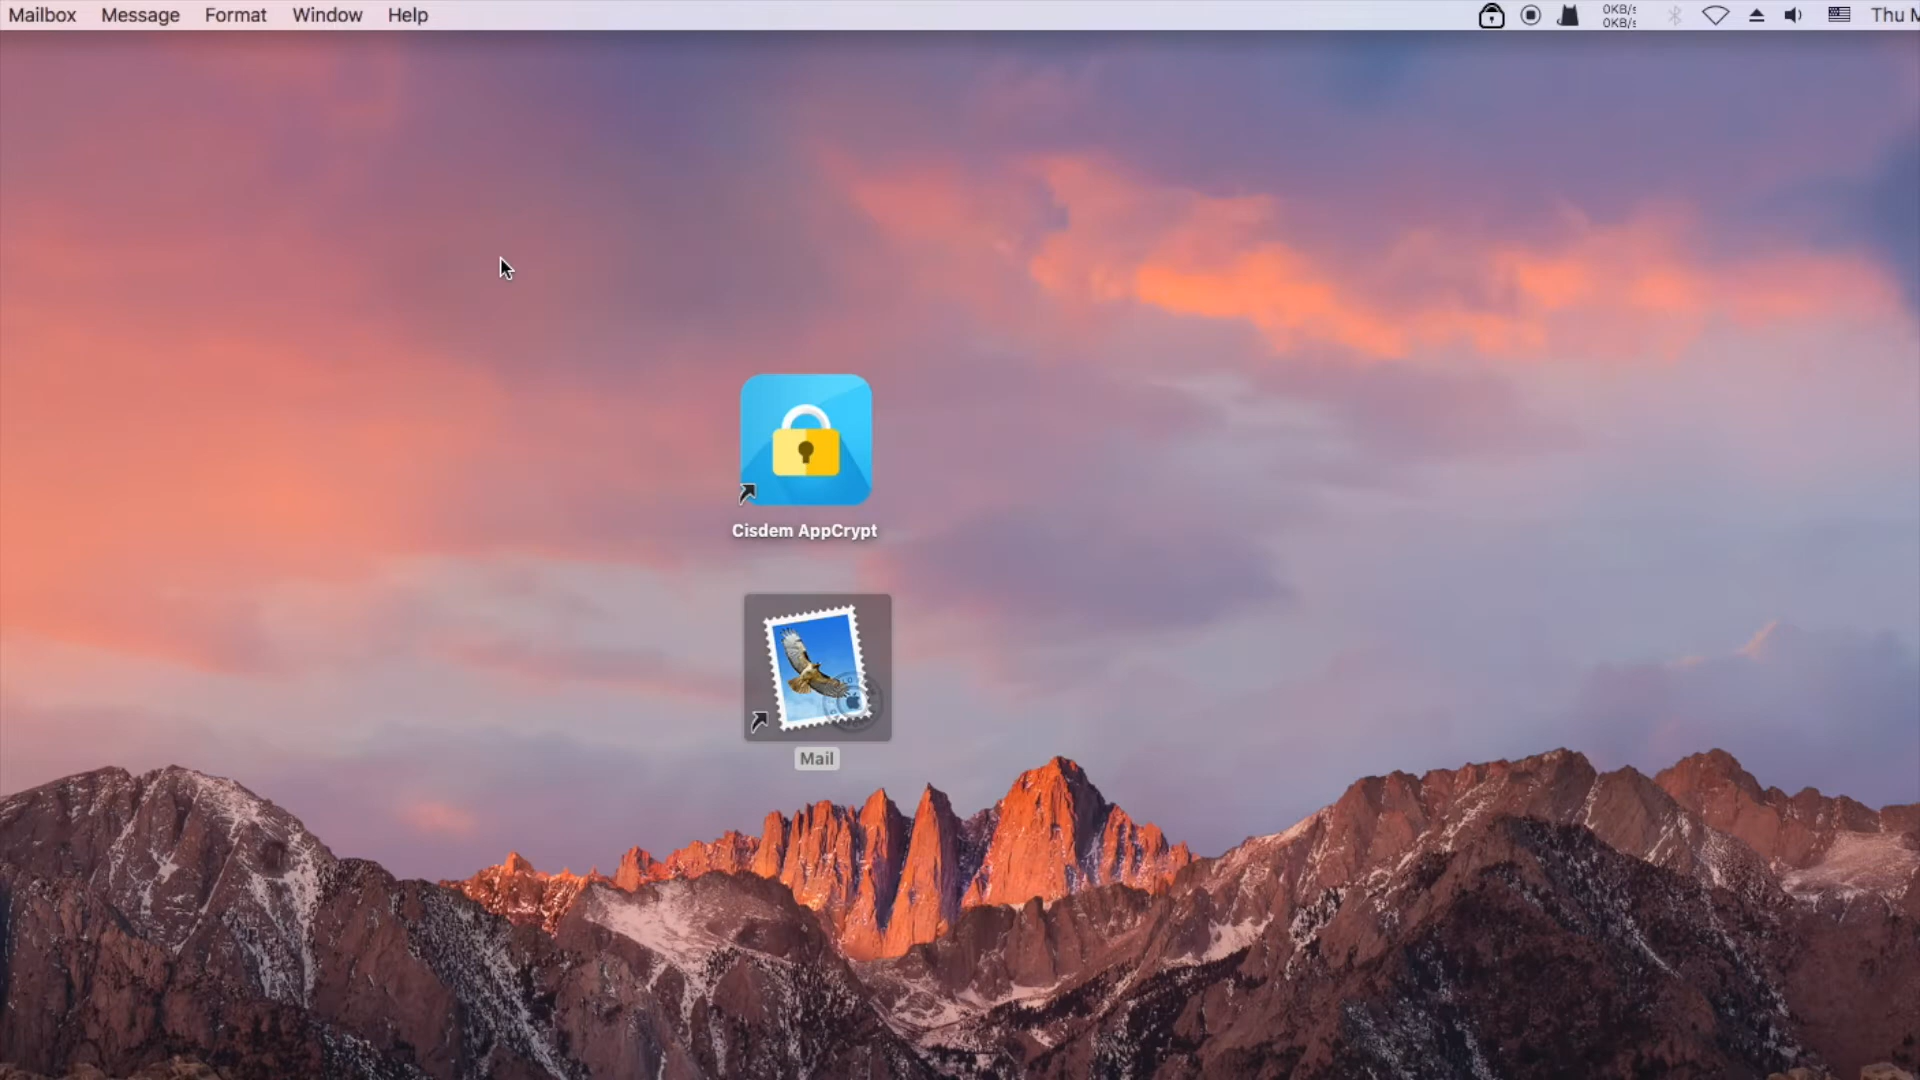 Mailbox Message Format Window Help 0KB/s Thu M
0KB/s
Cisdem AppCrypt
Mail